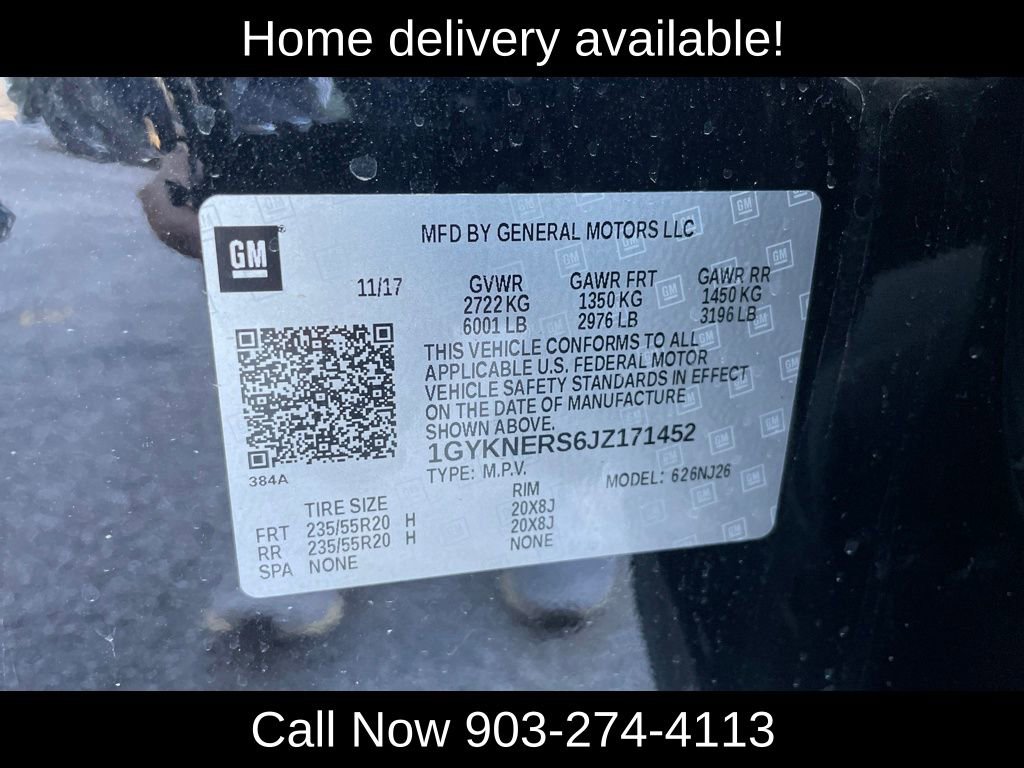 Home delivery available!
GM
MFD BY GENERAL MOTORS LLC
11/17 GVWR GAWR FRT GAWR RR
2722 KG 1350 KG 1450 KG
6001 LB 2976 LB 3196 LB
THIS VEHICLE CONFORMS TO ALL
APPLICABLE U.S. FEDERAL MOTOR
VEHICLE SAFETY STANDARDS IN EFFECT
ON THE DATE OF MANUFACTURE
SHOWN ABOVE.
1GYKNERS6JZ171452
384A TYPE: M.P.V. MODEL: 626NJ26
TIRE SIZE RIM
FRT 235/55R20 H 20X8J
RR 235/55R20 H 20X8J
SPA NONE NONE
Call Now 903-274-4113